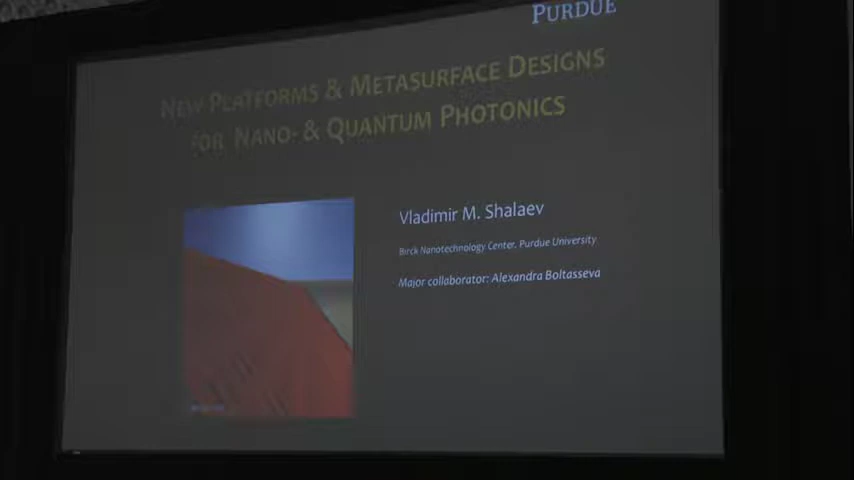 PURDUE
NEW PLATFORMS & METASURFACE DESIGNS
FOR NANO- & QUANTUM PHOTONICS
Vladimir M. Shalaev
Birck Nanotechnology Center, Purdue University
Major collaborator: Alexandra Boltasseva